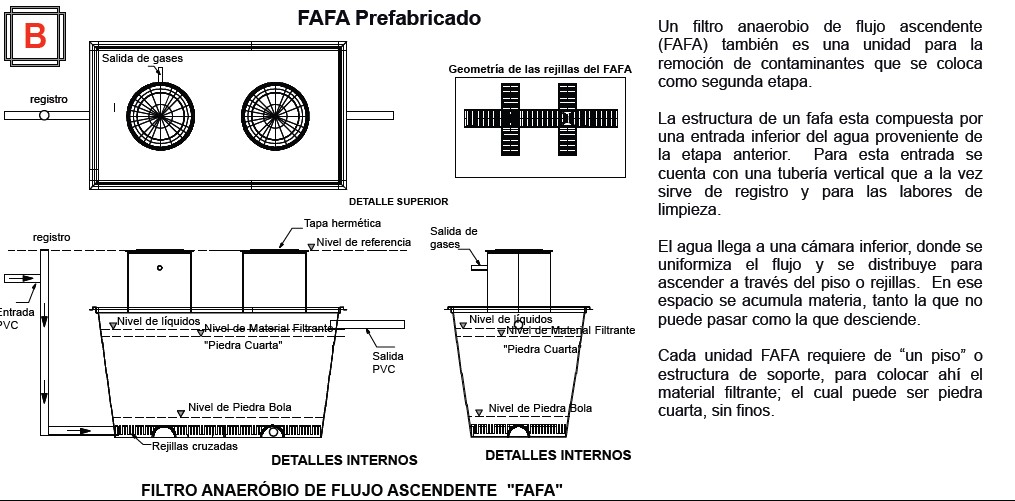 B
FAFA Prefabricado
Salida de gases
registro
Geometría de las rejillas del FAFA
DETALLE SUPERIOR
registro
Tapa hermética
Nivel de referencia
Entrada
PVC
Nivel de líquidos
Nivel de Material Filtrante
"Piedra Cuarta"
Salida
PVC
Nivel de Piedra Bola
Rejillas cruzadas
DETALLES INTERNOS
Salida de
gases
Nivel de líquidos
Nivel de Material Filtrante
"Piedra Cuarta"
Nivel de Piedra Bola
DETALLES INTERNOS
FILTRO ANAERÓBIO DE FLUJO ASCENDENTE "FAFA"
Un filtro anaerobio de flujo ascendente
(FAFA) también es una unidad para la
remoción de contaminantes que se coloca
como segunda etapa.
La estructura de un fafa esta compuesta por
una entrada inferior del agua proveniente de
la etapa anterior. Para esta entrada se
cuenta con una tubería vertical que a la vez
sirve de registro y para las labores de
limpieza.
El agua llega a una cámara inferior, donde se
uniformiza el flujo y se distribuye para
ascender a través del piso o rejillas. En ese
espacio se acumula materia, tanto la que no
puede pasar como la que desciende.
Cada unidad FAFA requiere de “un piso” o
estructura de soporte, para colocar ahí el
material filtrante; el cual puede ser piedra
cuarta, sin finos.